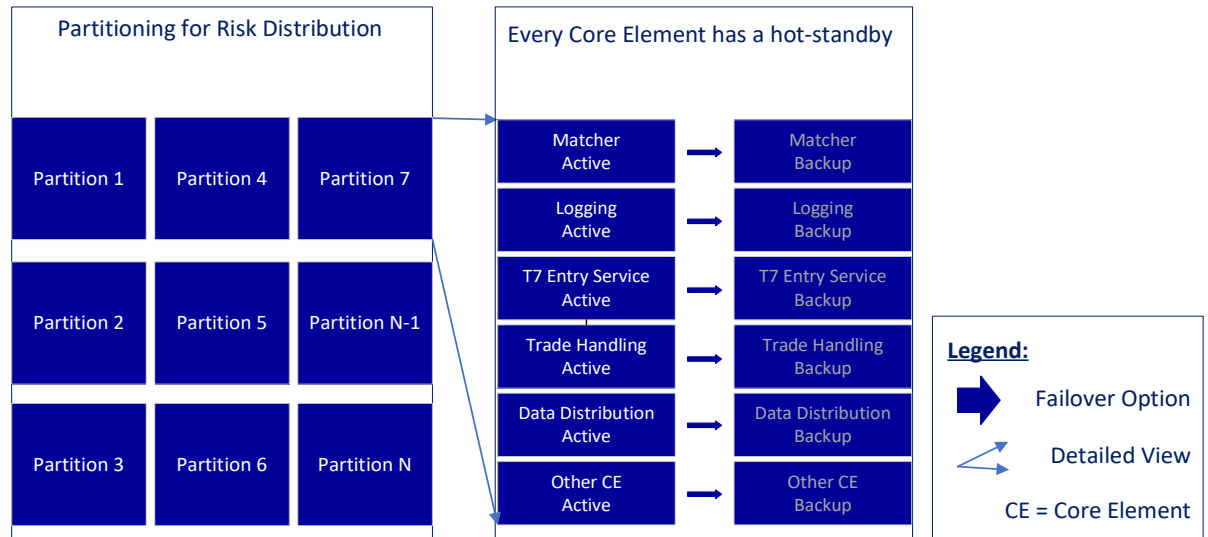 Partitioning for Risk Distribution
Partition 1
Partition 4
Partition 7
Partition 2
Partition 5
Partition N-1
Partition 3
Partition 6
Partition N
Every Core Element has a hot-standby
Matcher
Active
Matcher
Backup
Logging
Active
Logging
Backup
T7 Entry Service
Active
T7 Entry Service
Backup
Trade Handling
Active
Trade Handling
Backup
Data Distribution
Active
Data Distribution
Backup
Other CE
Active
Other CE
Backup
Legend:
Failover Option
Detailed View
CE = Core Element